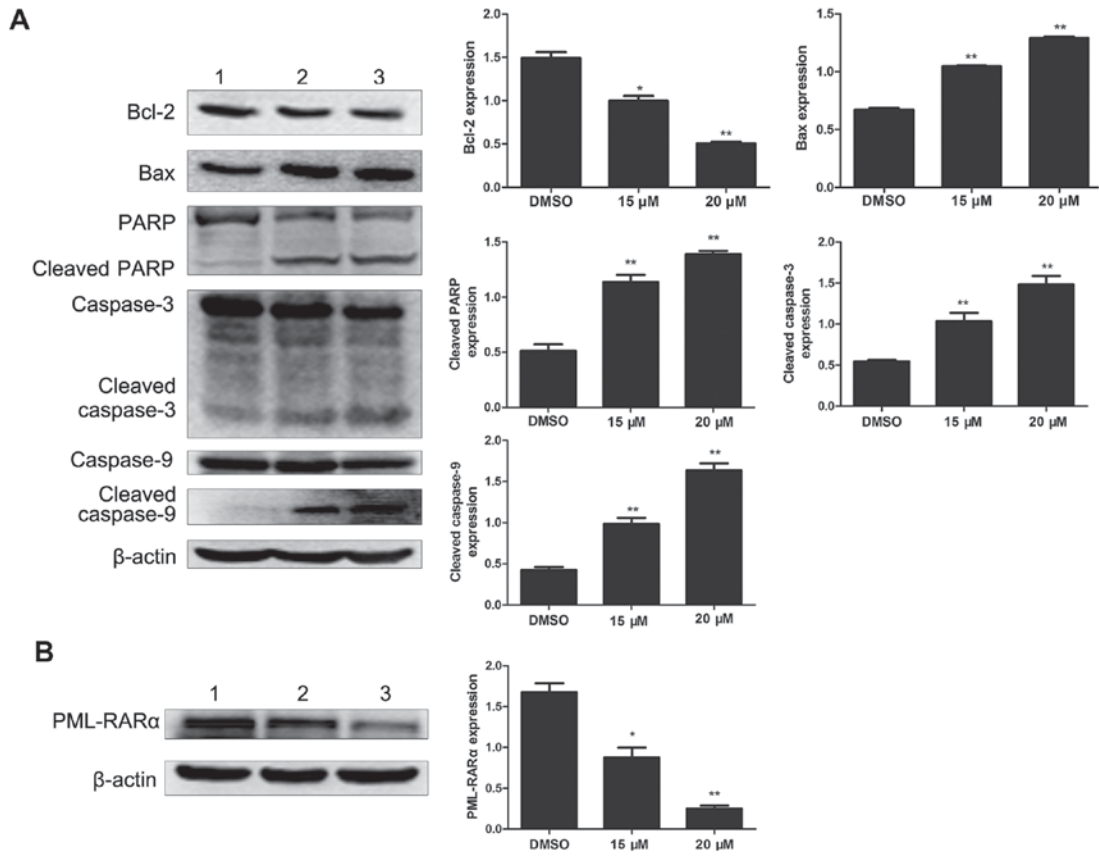 A
1 2 3
Bcl-2
Bax
PARP
Cleaved PARP
Caspase-3
Cleaved
caspase-3
Caspase-9
Cleaved
caspase-9
β-actin
Bcl-2 expression
2.0
1.5
1.0
0.5
0.0
*
**
DMSO 15 µM 20 µM
Bax expression
1.5
1.0
0.5
0.0
**
**
DMSO 15 µM 20 µM
Cleaved PARP
expression
1.5
1.0
0.5
0.0
**
**
DMSO 15 µM 20 µM
Cleaved caspase-3
expression
2.0
1.5
1.0
0.5
0.0
**
**
DMSO 15 µM 20 µM
Cleaved caspase-9
expression
2.0
1.5
1.0
0.5
0.0
**
**
DMSO 15 µM 20 µM
B
1 2 3
PML-RARα
β-actin
PML-RARα expression
2.0
1.5
1.0
0.5
0.0
*
**
DMSO 15 µM 20 µM